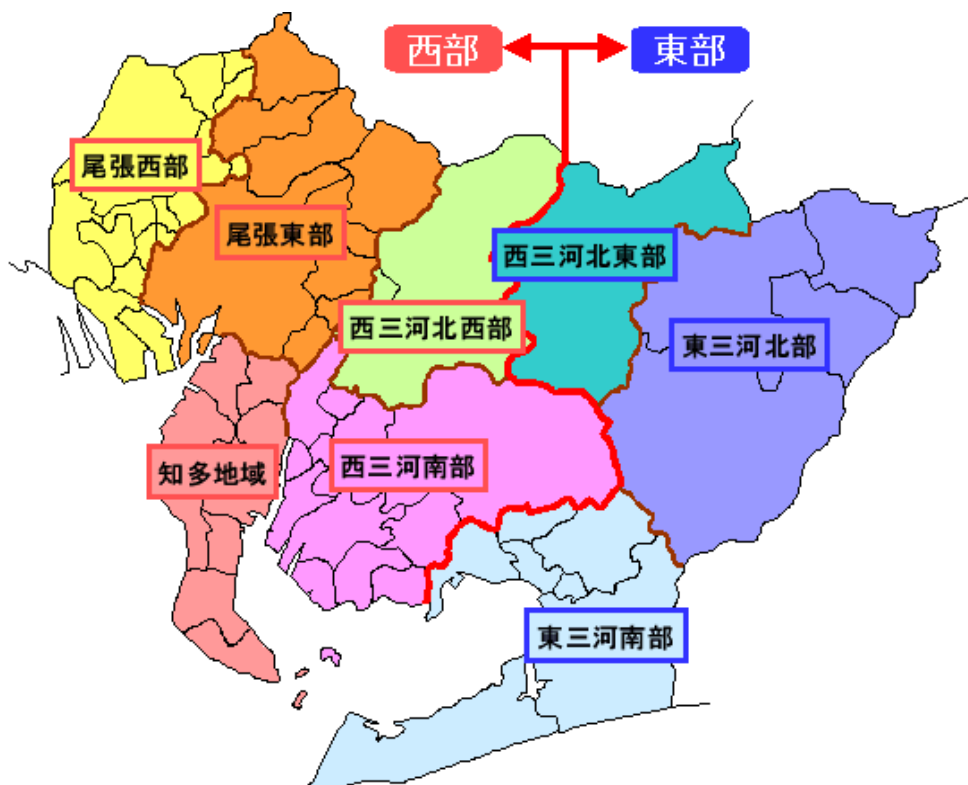 西部
東部
尾張西部
尾張東部
西三河北東部
西三河北西部
東三河北部
知多地域
西三河南部
東三河南部